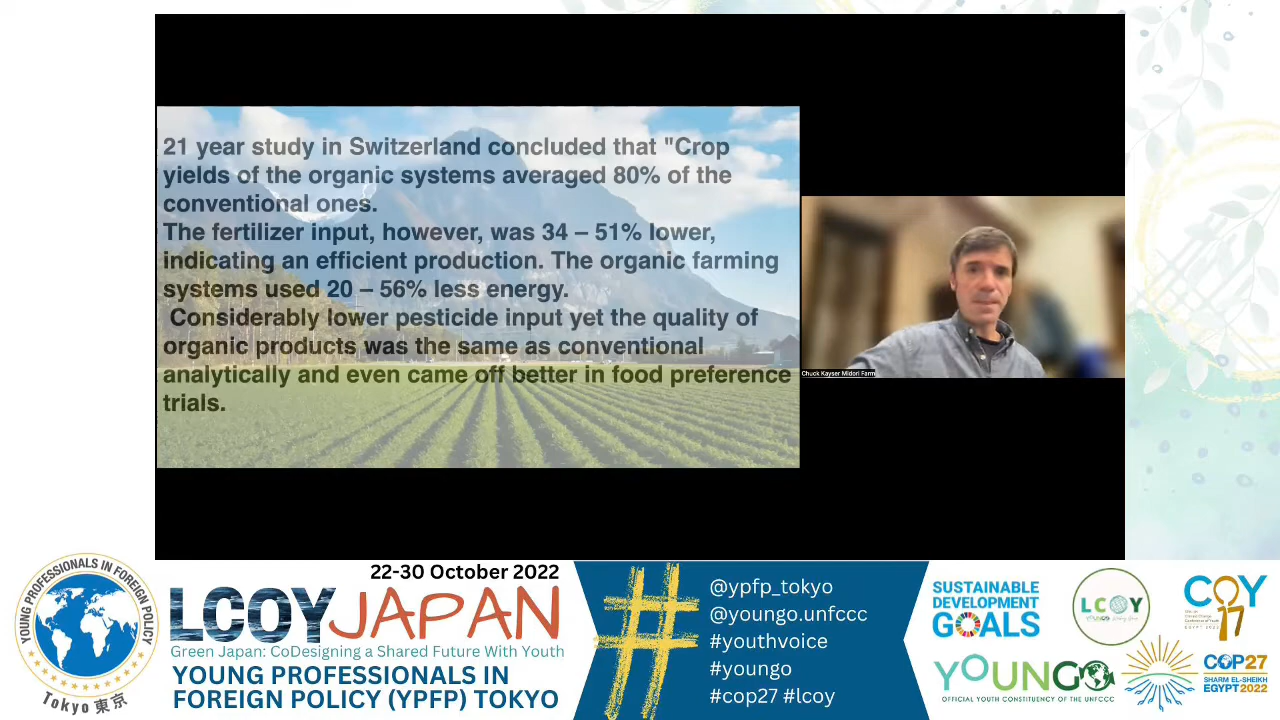 21 year study in Switzerland concluded that "Crop
yields of the organic systems averaged 80% of the
conventional ones.
The fertilizer input, however, was 34 – 51% lower,
indicating an efficient production. The organic farming
systems used 20 – 56% less energy.
Considerably lower pesticide input yet the quality of
organic products was the same as conventional
analytically and even came off better in food preference
trials.
Chuck Kayser Midori Farm
YOUNG PROFESSIONALS IN FOREIGN POLICY
Tokyo 東京
22-30 October 2022
LCOY JAPAN
Green Japan: CoDesigning a Shared Future With Youth
YOUNG PROFESSIONALS IN
FOREIGN POLICY (YPFP) TOKYO
#
@ypfp_tokyo
@youngo.unfccc
#youthvoice
#youngo
#cop27 #lcoy
SUSTAINABLE
DEVELOPMENT
GOALS
LCOY
COY
17
YOUNGO
OFFICIAL YOUTH CONSTITUENCY OF THE UNFCCC
COP27
SHARM EL-SHEIKH
EGYPT2022